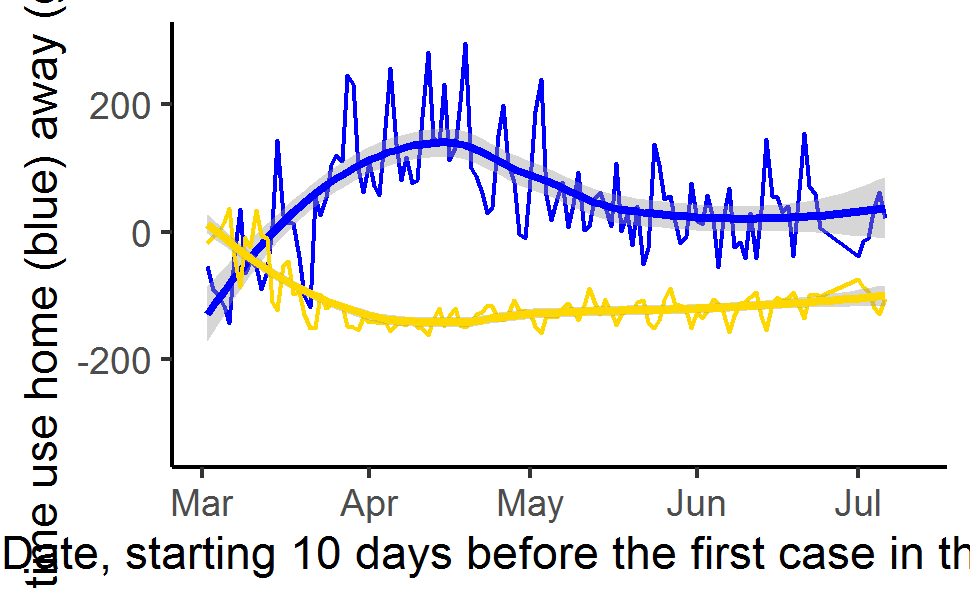 time use home (blue) away (
200
0
-200
Mar Apr May Jun Jul
Date, starting 10 days before the first case in th